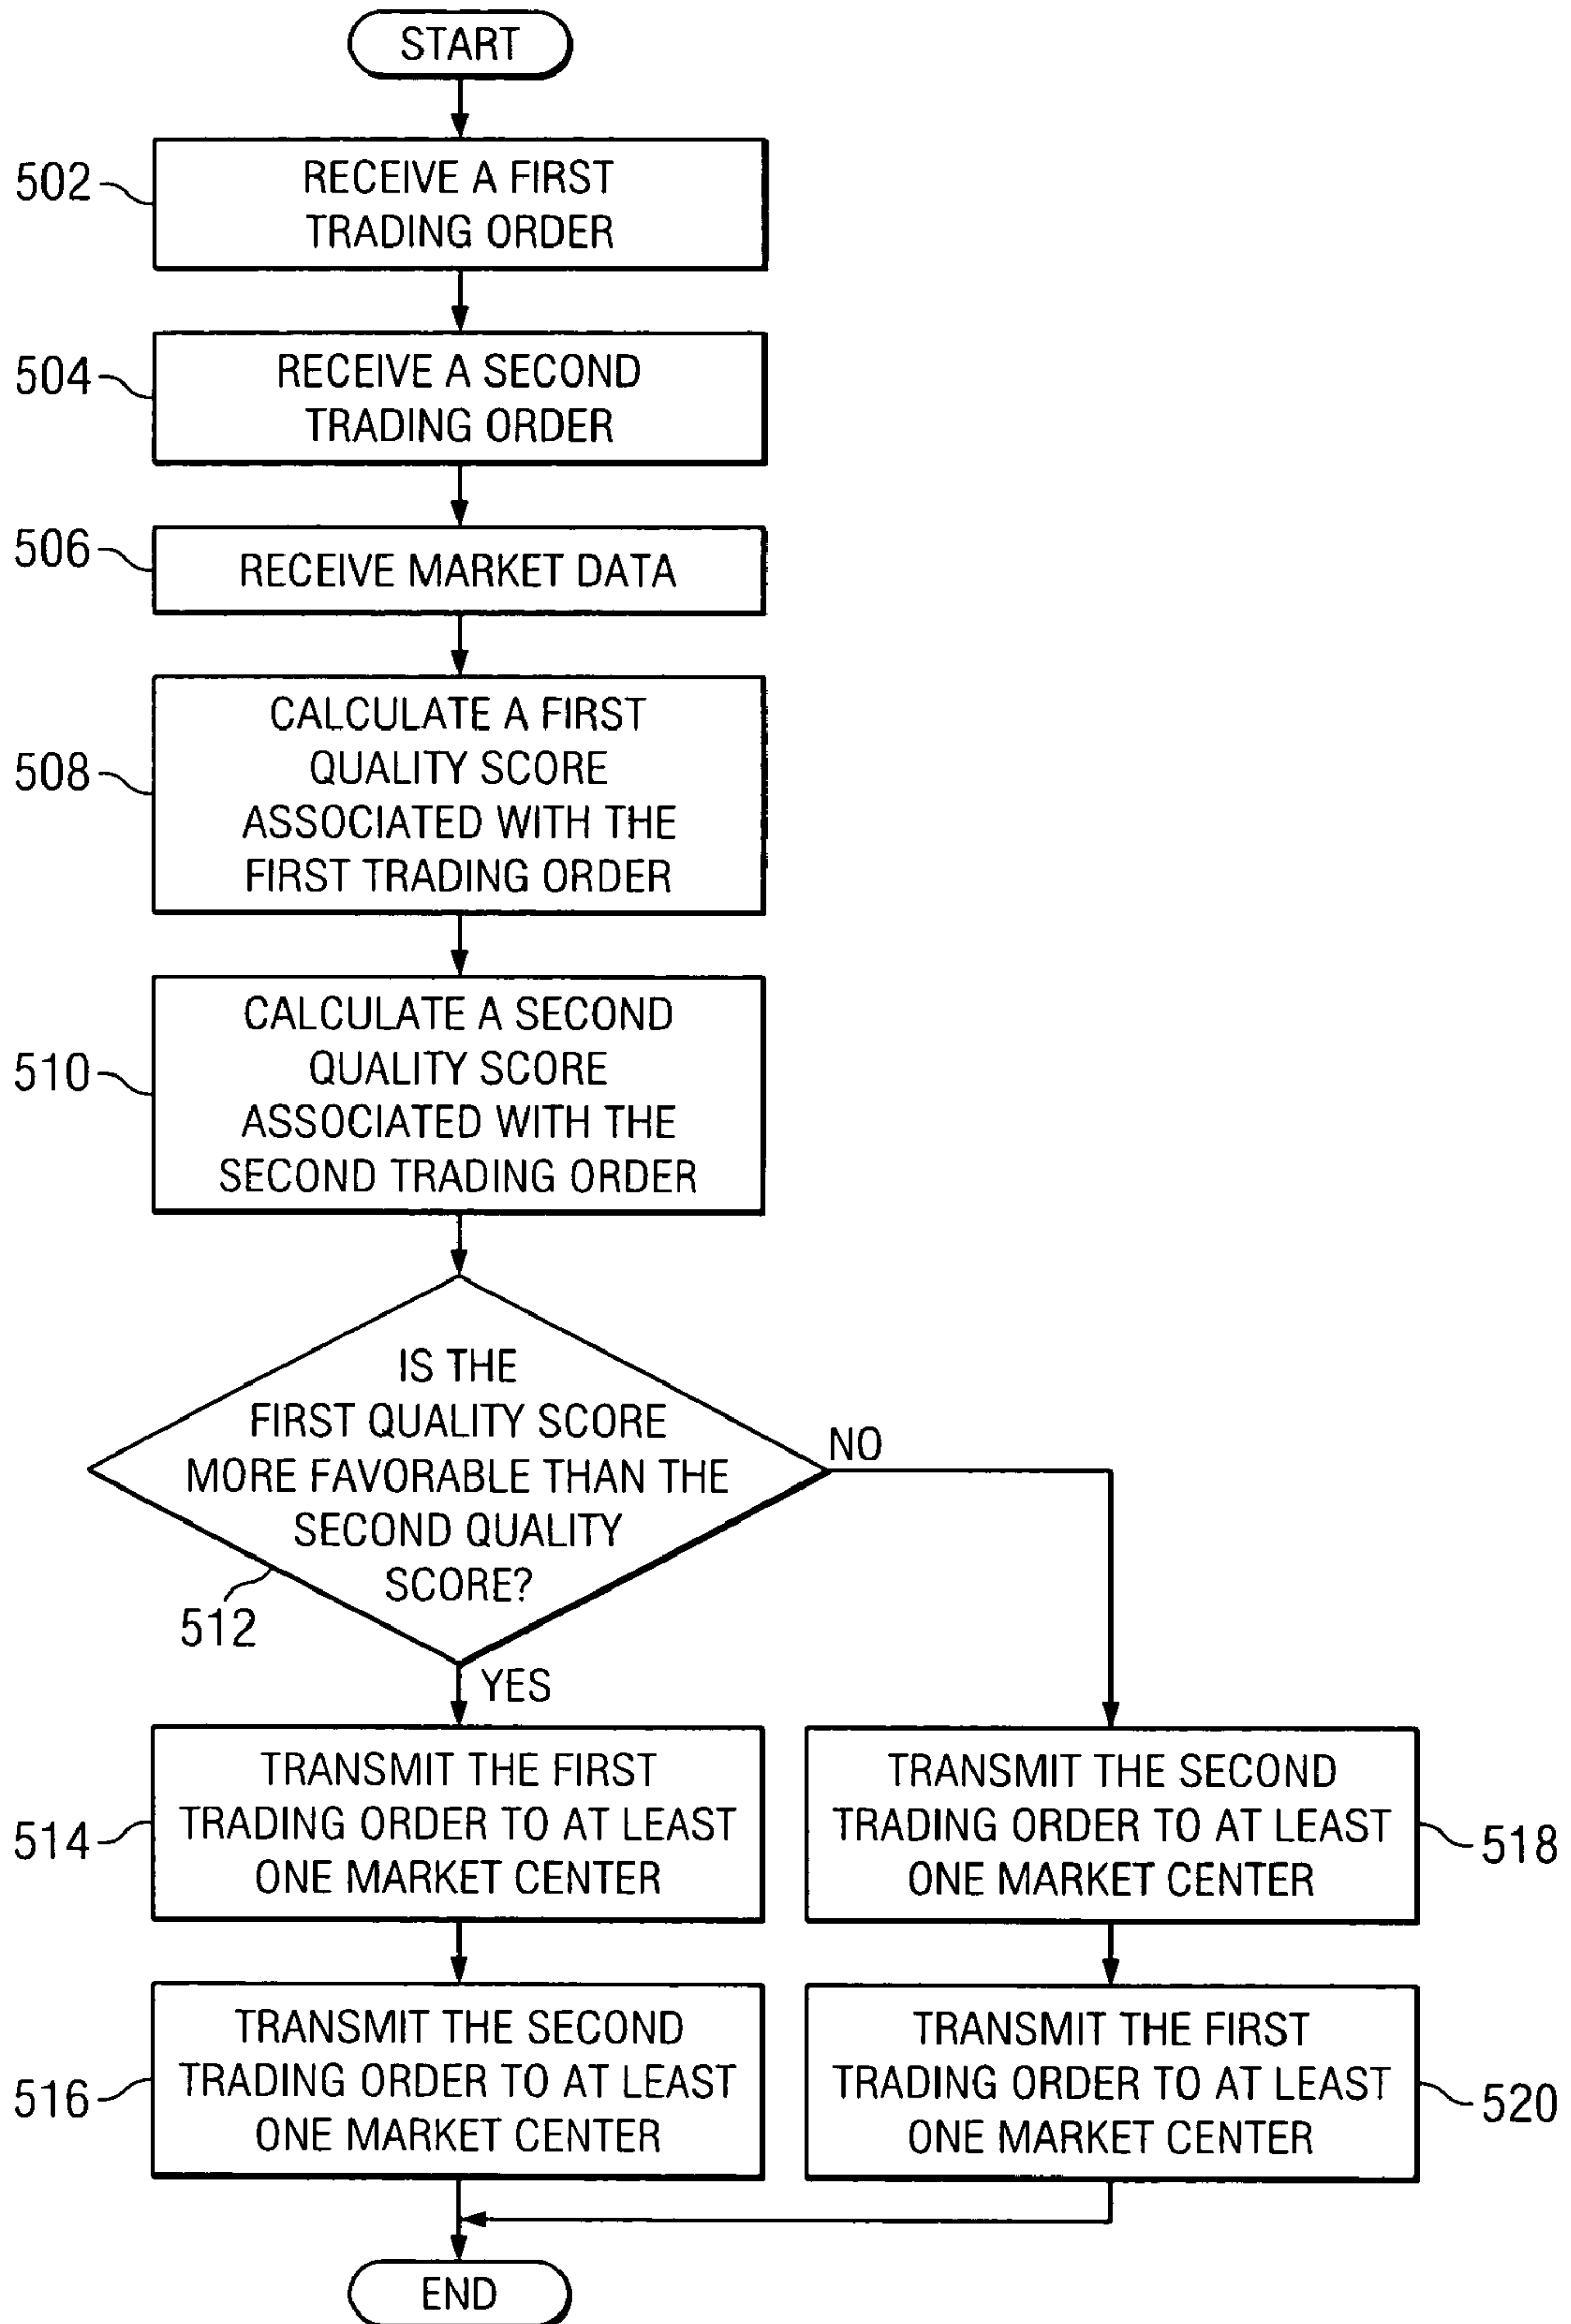 START
502
RECEIVE A FIRST
TRADING ORDER
504
RECEIVE A SECOND
TRADING ORDER
506
RECEIVE MARKET DATA
508
CALCULATE A FIRST
QUALITY SCORE
ASSOCIATED WITH THE
FIRST TRADING ORDER
510
CALCULATE A SECOND
QUALITY SCORE
ASSOCIATED WITH THE
SECOND TRADING ORDER
IS THE
FIRST QUALITY SCORE
MORE FAVORABLE THAN THE
SECOND QUALITY
SCORE?
512
NO
YES
514
TRANSMIT THE FIRST
TRADING ORDER TO AT LEAST
ONE MARKET CENTER
TRANSMIT THE SECOND
TRADING ORDER TO AT LEAST
ONE MARKET CENTER
518
516
TRANSMIT THE SECOND
TRADING ORDER TO AT LEAST
ONE MARKET CENTER
TRANSMIT THE FIRST
TRADING ORDER TO AT LEAST
ONE MARKET CENTER
520
END